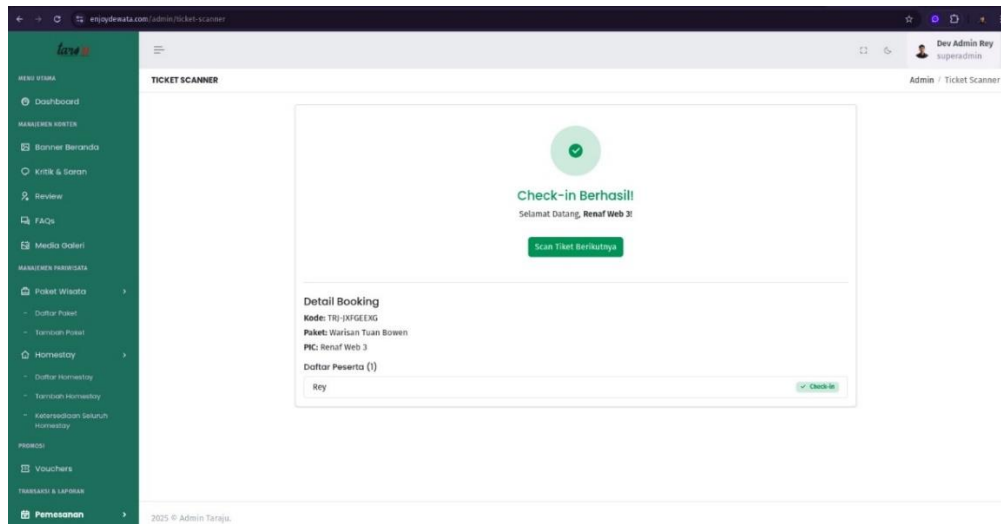 enjoydewata.com/admin/ticket-scanner
Dev Admin Rey
superadmin
MENU UTAMA
TICKET SCANNER
Admin / Ticket Scanner
Dashboard
MANAJEMEN KONTEN
Banner Beranda
Kritik & Saran
Review
FAQs
Media Galeri
MANAJEMEN PARIWISATA
Paket Wisata
Daftar Paket
Tambah Paket
Homestay
Daftar Homestay
Tambah Homestay
Ketersediaan Seluruh
Homestay
PROMOSI
Vouchers
TRANSAKSI & LAPORAN
Pemesanan
Check-in Berhasil!
Selamat Datang, Renaf Web 3!
Scan Tiket Berikutnya
Detail Booking
Kode: TRJ-JXFGEEXG
Paket: Warisan Tuan Bowen
PIC: Renaf Web 3
Daftar Peserta (1)
Rey
Check-in
2025 © Admin Taraju.